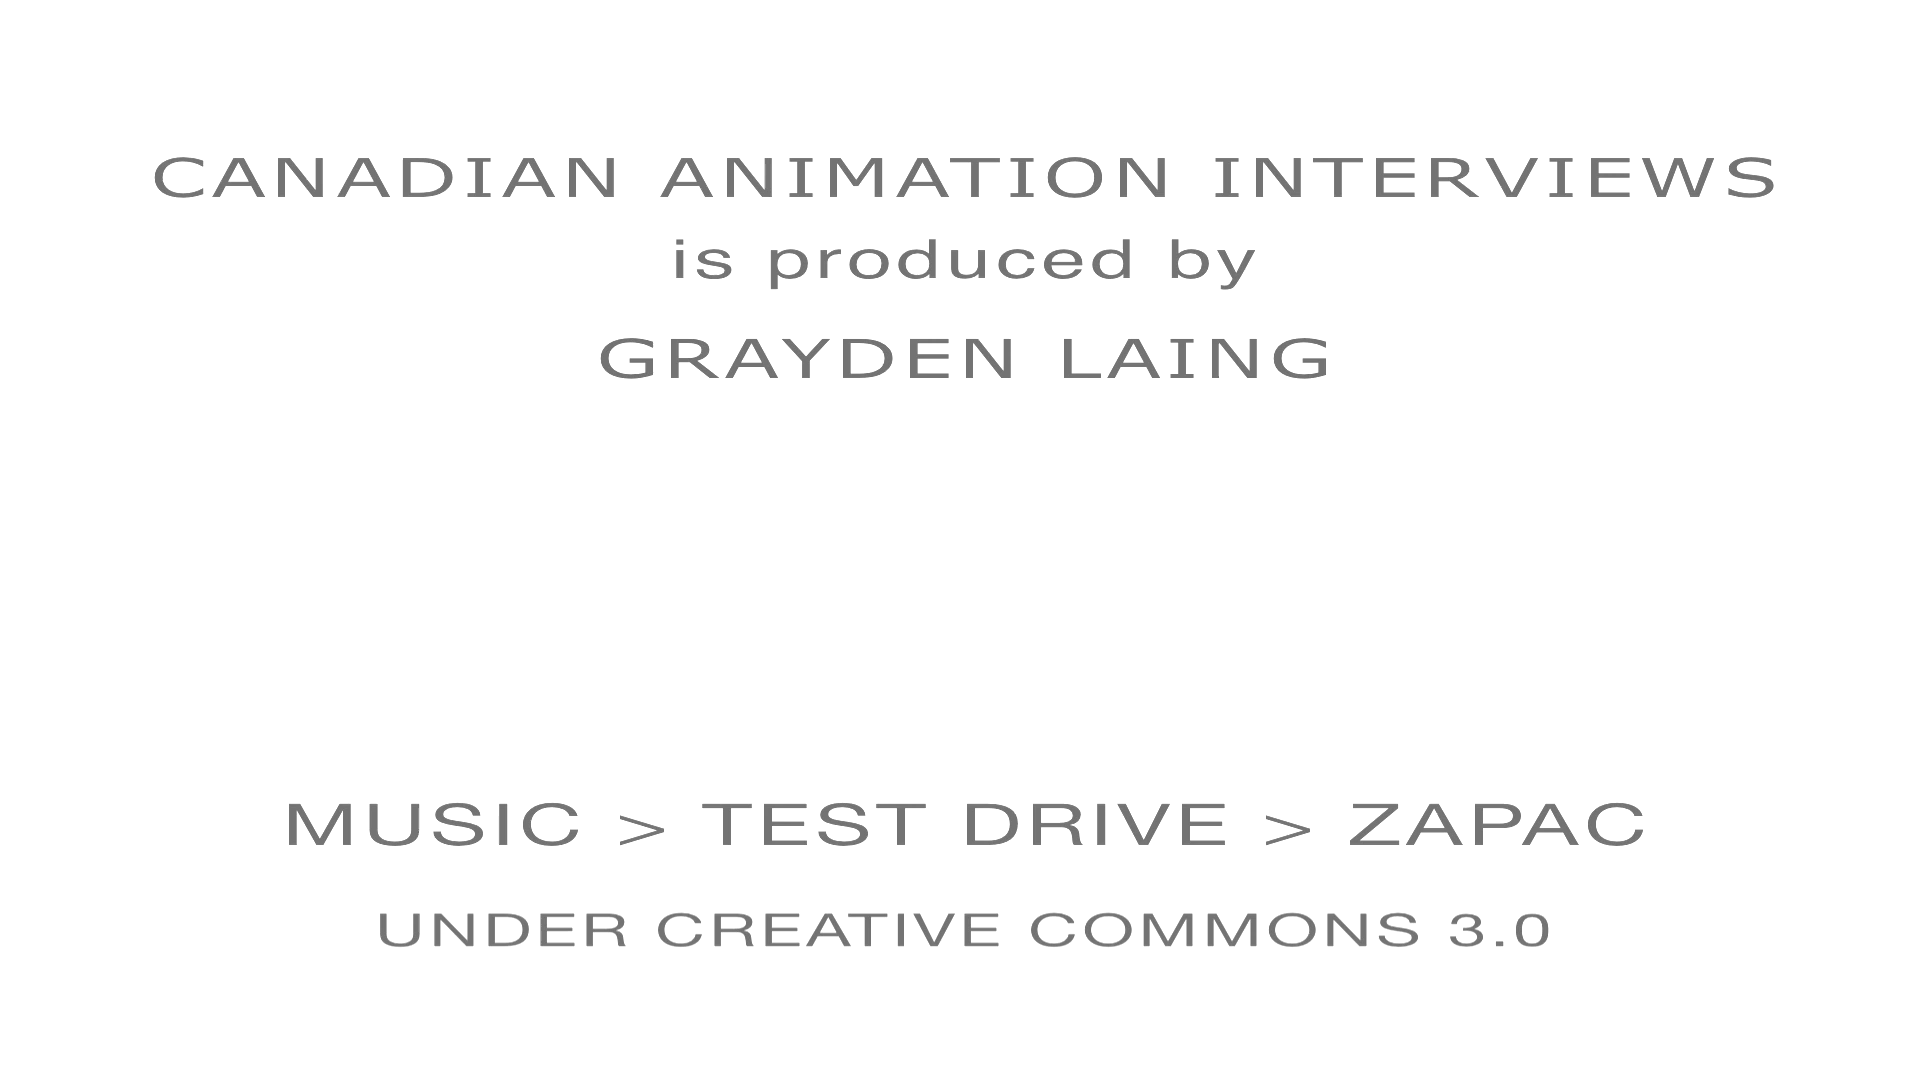 CANADIAN ANIMATION INTERVIEWS
is produced by
GRAYDEN LAING
MUSIC > TEST DRIVE > ZAPAC
UNDER CREATIVE COMMONS 3.0